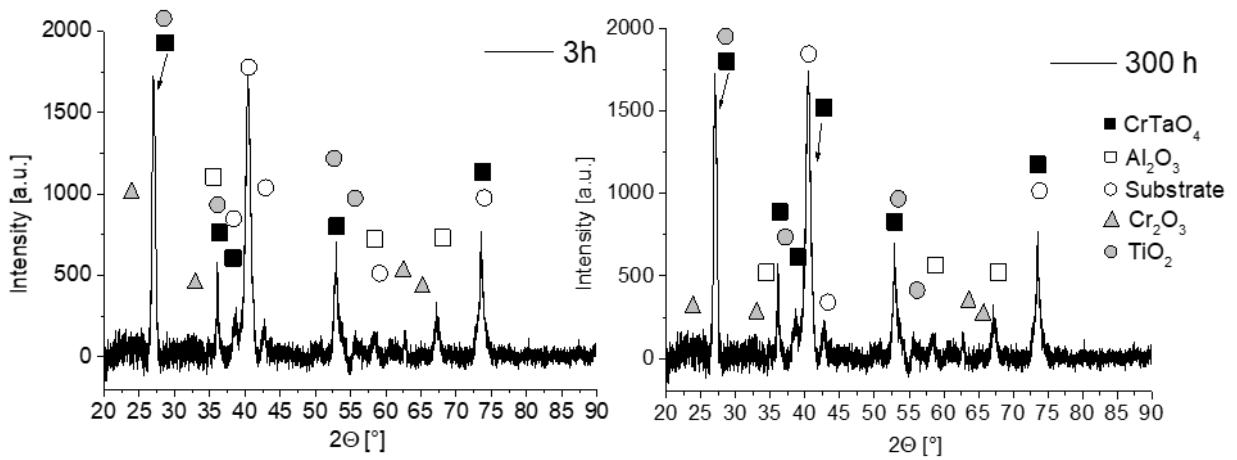 2000
1500
1000
500
0
Intensity [a.u.]
3h
20 25 30 35 40 45 50 55 60 65 70 75 80 85 90
2Θ [°]
2000
1500
1000
500
0
Intensity [a.u.]
300 h
CrTaO₄
Al₂O₃
Substrate
Cr₂O₃
TiO₂
20 25 30 35 40 45 50 55 60 65 70 75 80 85 90
2Θ [°]